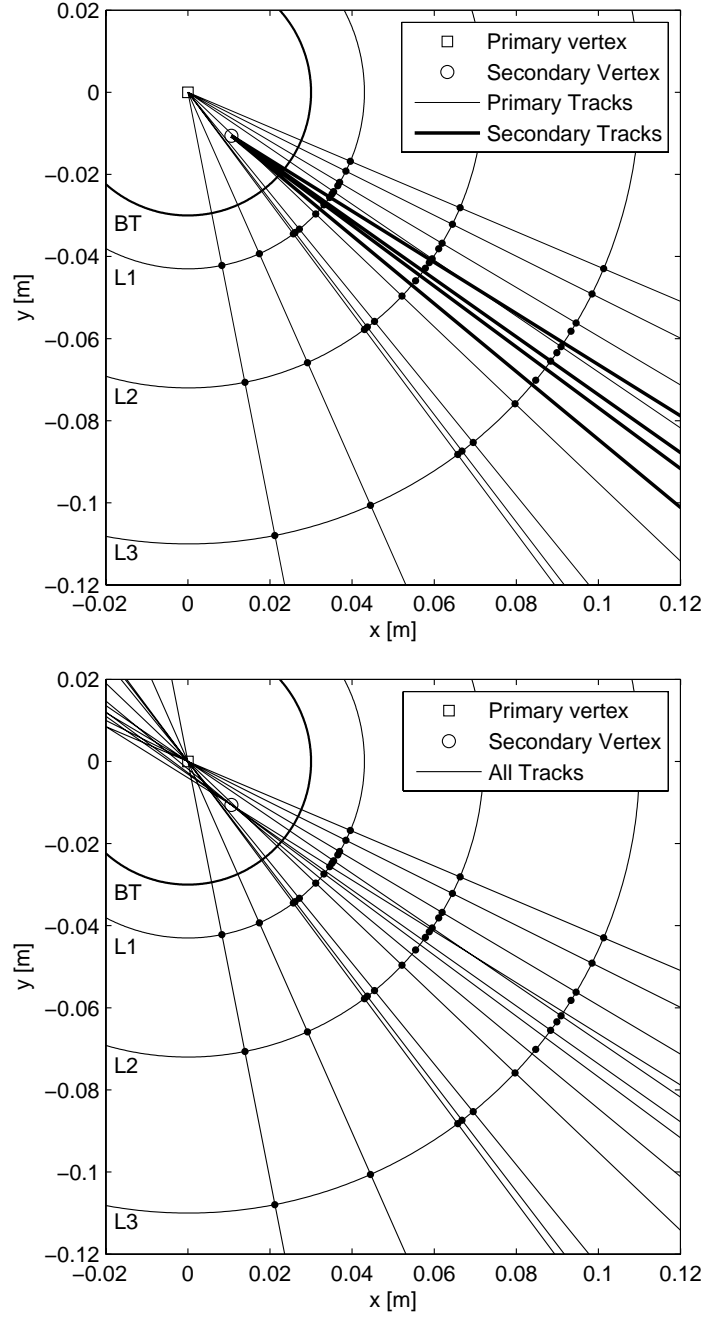 0.02
0
−0.02
−0.04
−0.06
−0.08
−0.1
−0.12
y [m]
Primary vertex
Secondary Vertex
Primary Tracks
Secondary Tracks
BT
L1
L2
L3
−0.02 0 0.02 0.04 0.06 0.08 0.1 0.12
x [m]
0.02
0
−0.02
−0.04
−0.06
−0.08
−0.1
−0.12
y [m]
Primary vertex
Secondary Vertex
All Tracks
BT
L1
L2
L3
−0.02 0 0.02 0.04 0.06 0.08 0.1 0.12
x [m]